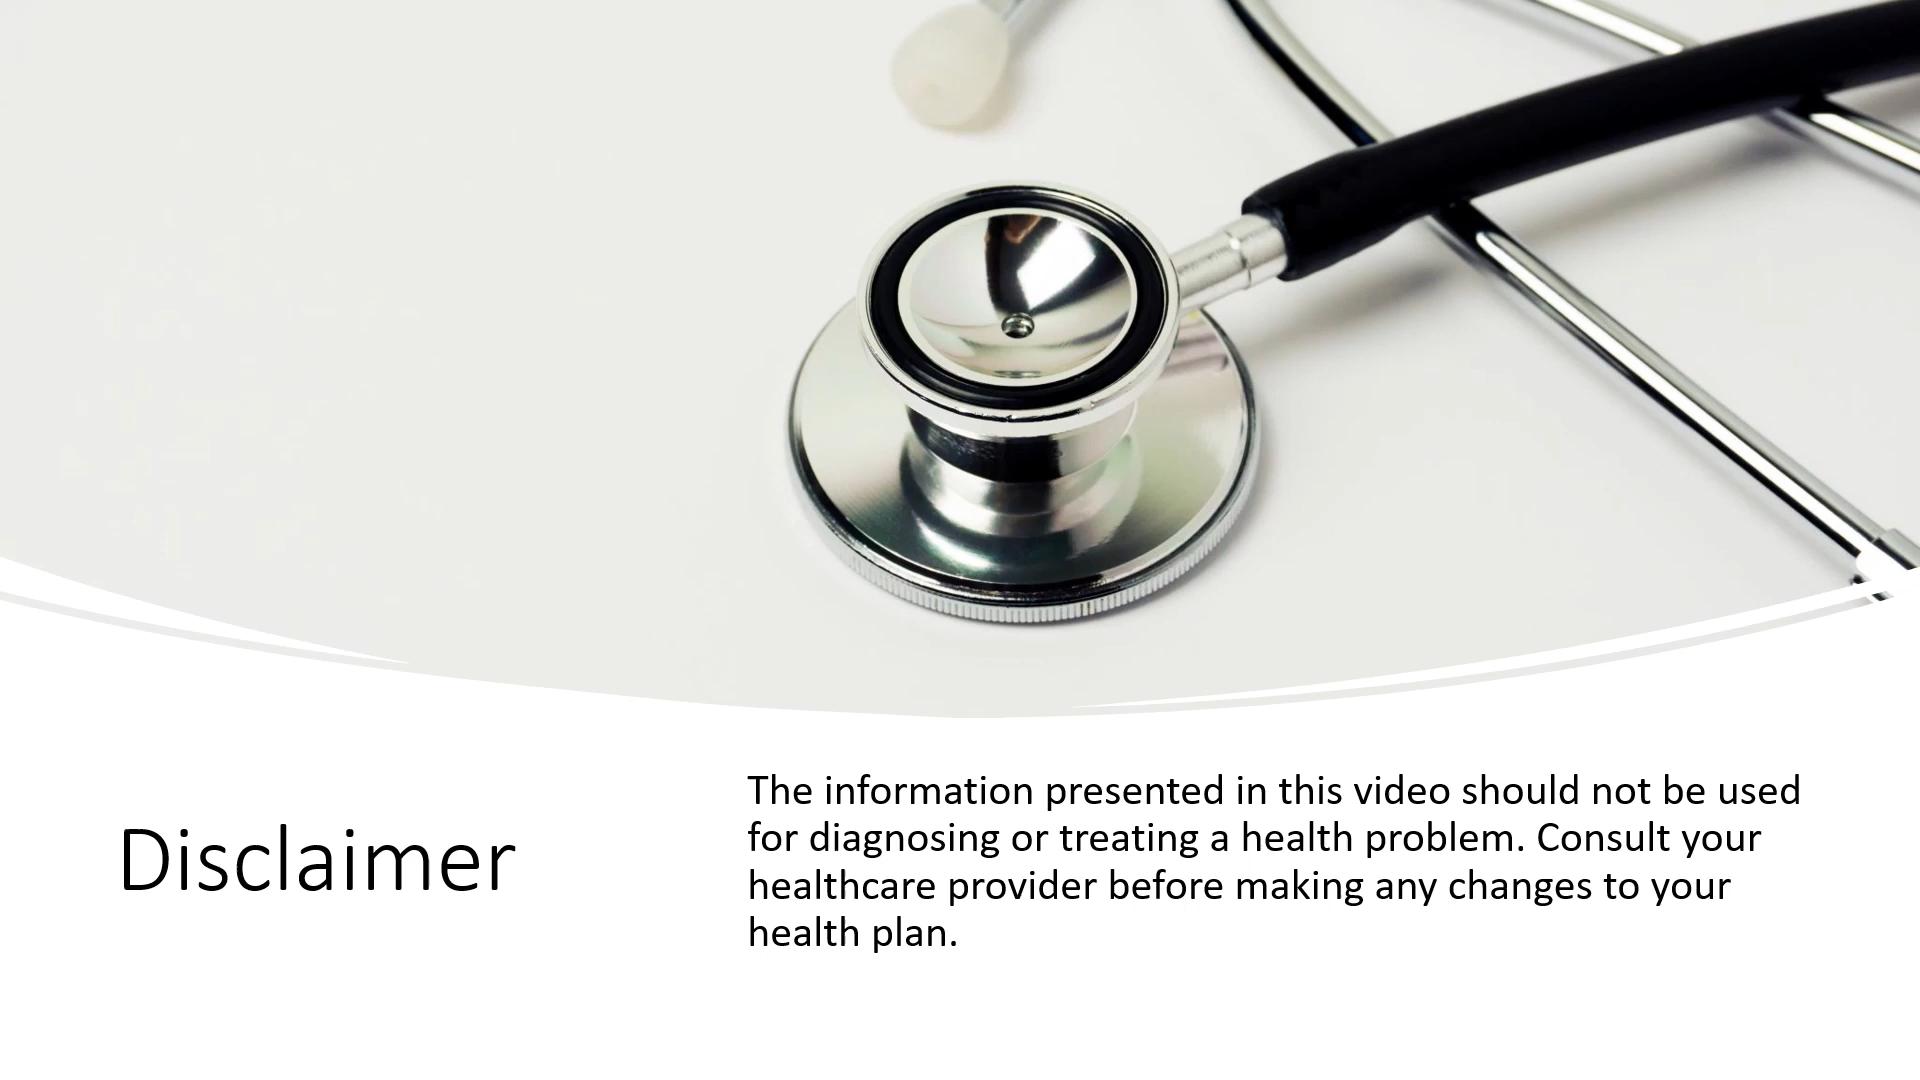 Disclaimer
The information presented in this video should not be used
for diagnosing or treating a health problem. Consult your
healthcare provider before making any changes to your
health plan.